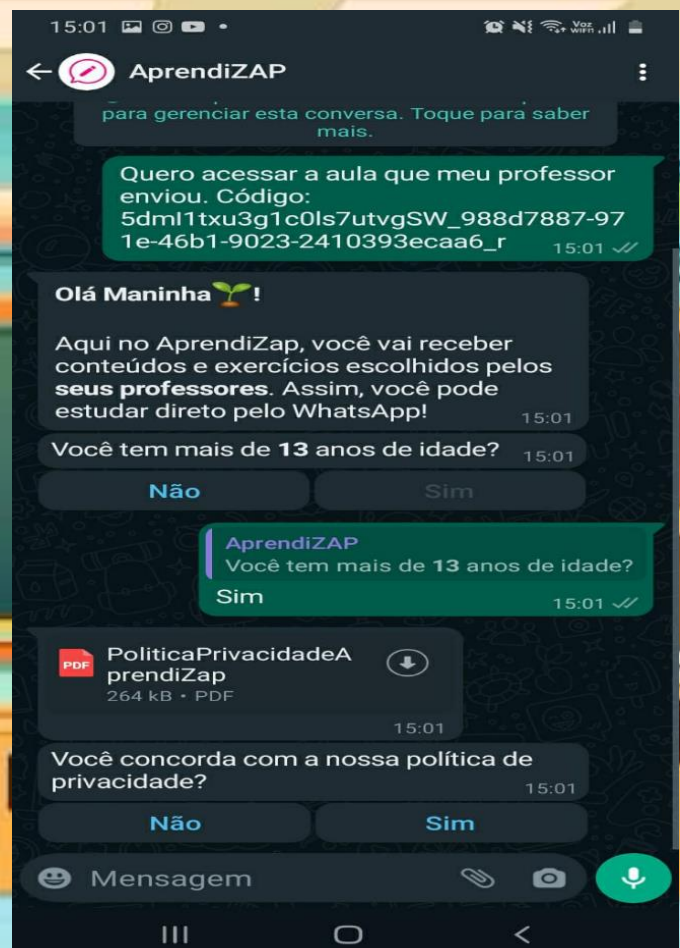 15:01
Voz
WIFI
AprendiZAP
para gerenciar esta conversa. Toque para saber
mais.
Quero acessar a aula que meu professor
enviou. Código:
5dmI1txu3g1c0ls7utvgSW_988d7887-97
1e-46b1-9023-2410393ecaa6_r 15:01
Olá Maninha🌱!
Aqui no AprendiZap, você vai receber
conteúdos e exercícios escolhidos pelos
seus professores. Assim, você pode
estudar direto pelo WhatsApp! 15:01
Você tem mais de 13 anos de idade? 15:01
Não Sim
AprendiZAP
Você tem mais de 13 anos de idade?
Sim 15:01
PDF
PoliticaPrivacidadeA
prendiZap
264 kB • PDF
15:01
Você concorda com a nossa política de
privacidade? 15:01
Não Sim
Mensagem